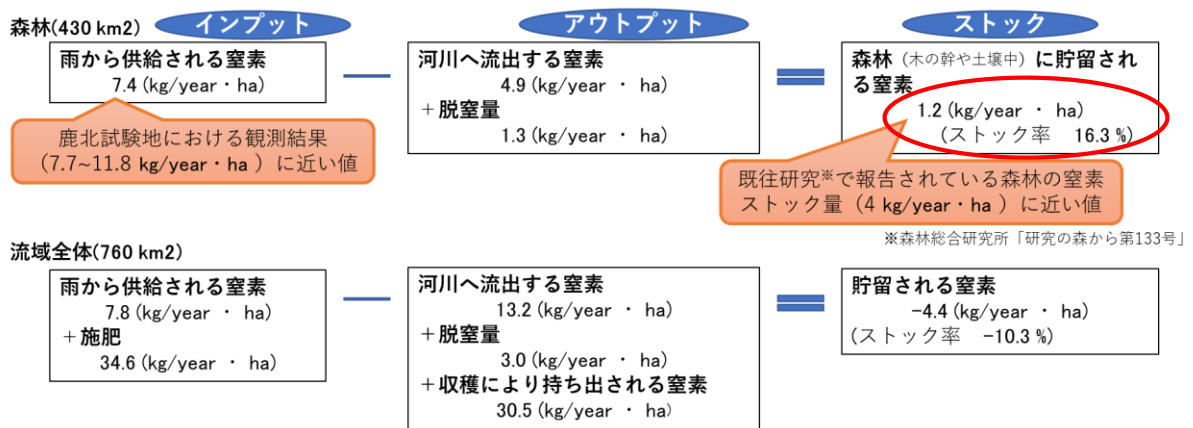 森林(430 km2)
インプット
アウトプット
ストック
雨から供給される窒素
7.4 (kg/year・ha)
河川へ流出する窒素
4.9 (kg/year ・ ha)
＋脱窒量
1.3 (kg/year ・ ha)
森林（木の幹や土壌中）に貯留され
る窒素
1.2 (kg/year ・ ha)
(ストック率　16.3 %)
鹿北試験地における観測結果
（7.7~11.8 kg/year・ha ）に近い値
既往研究※で報告されている森林の窒素
ストック量（4 kg/year・ha ）に近い値
※森林総合研究所「研究の森から第133号」
流域全体(760 km2)
雨から供給される窒素
7.8 (kg/year ・ ha)
＋施肥
34.6 (kg/year ・ ha)
河川へ流出する窒素
13.2 (kg/year ・ ha)
＋脱窒量
3.0 (kg/year ・ ha)
＋収穫により持ち出される窒素
30.5 (kg/year ・ ha)
貯留される窒素
−4.4 (kg/year ・ ha)
(ストック率　−10.3 %)